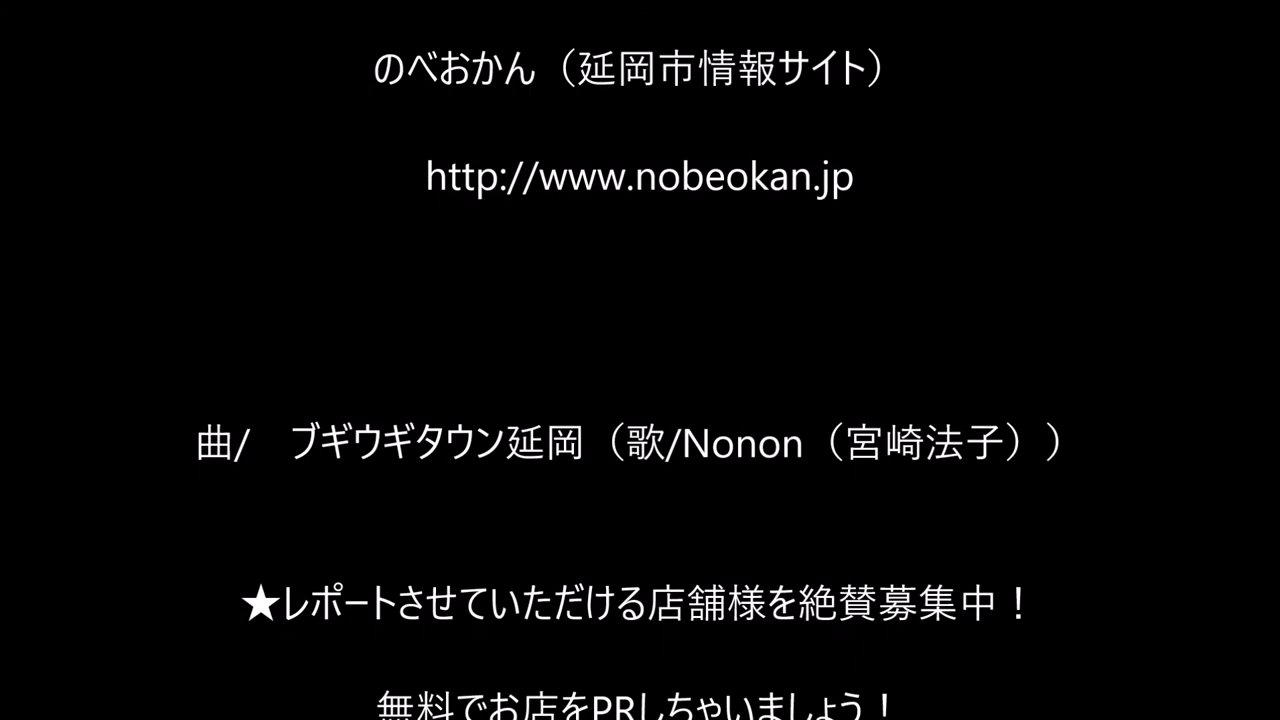 のべおかん（延岡市情報サイト）
http://www.nobeokan.jp
曲/　ブギウギタウン延岡（歌/Nonon（宮崎法子））
★レポートさせていただける店舗様を絶賛募集中！
無料でお店をPRしちゃいましょう！